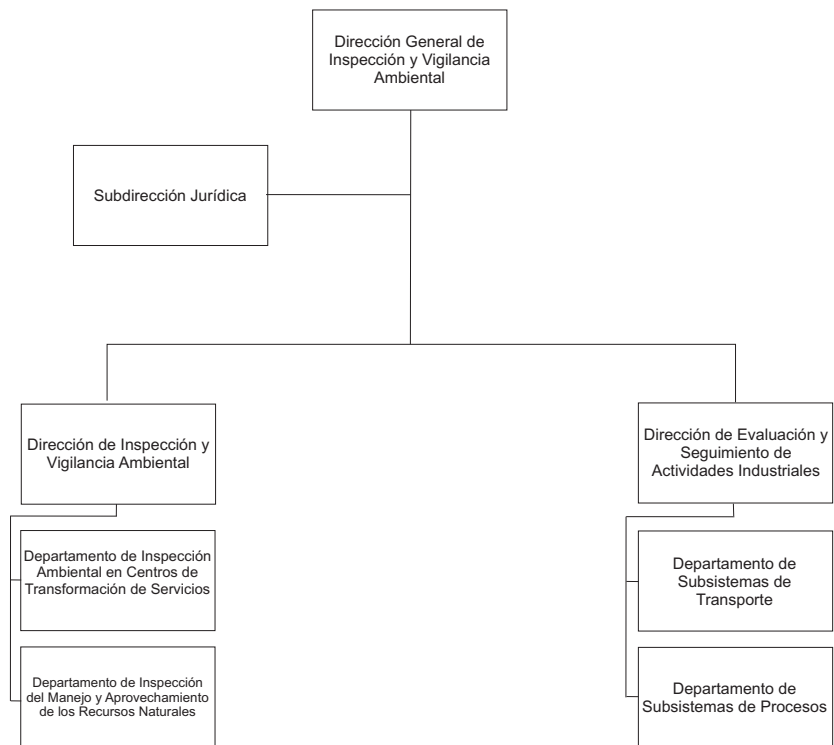 Dirección General de
Inspección y Vigilancia
Ambiental
Subdirección Jurídica
Dirección de Inspección y
Vigilancia Ambiental
Dirección de Evaluación y
Seguimiento de
Actividades Industriales
Departamento de Inspección
Ambiental en Centros de
Transformación de Servicios
Departamento de
Subsistemas de
Transporte
Departamento de Inspección
del Manejo y Aprovechamiento
de los Recursos Naturales
Departamento de
Subsistemas de Procesos